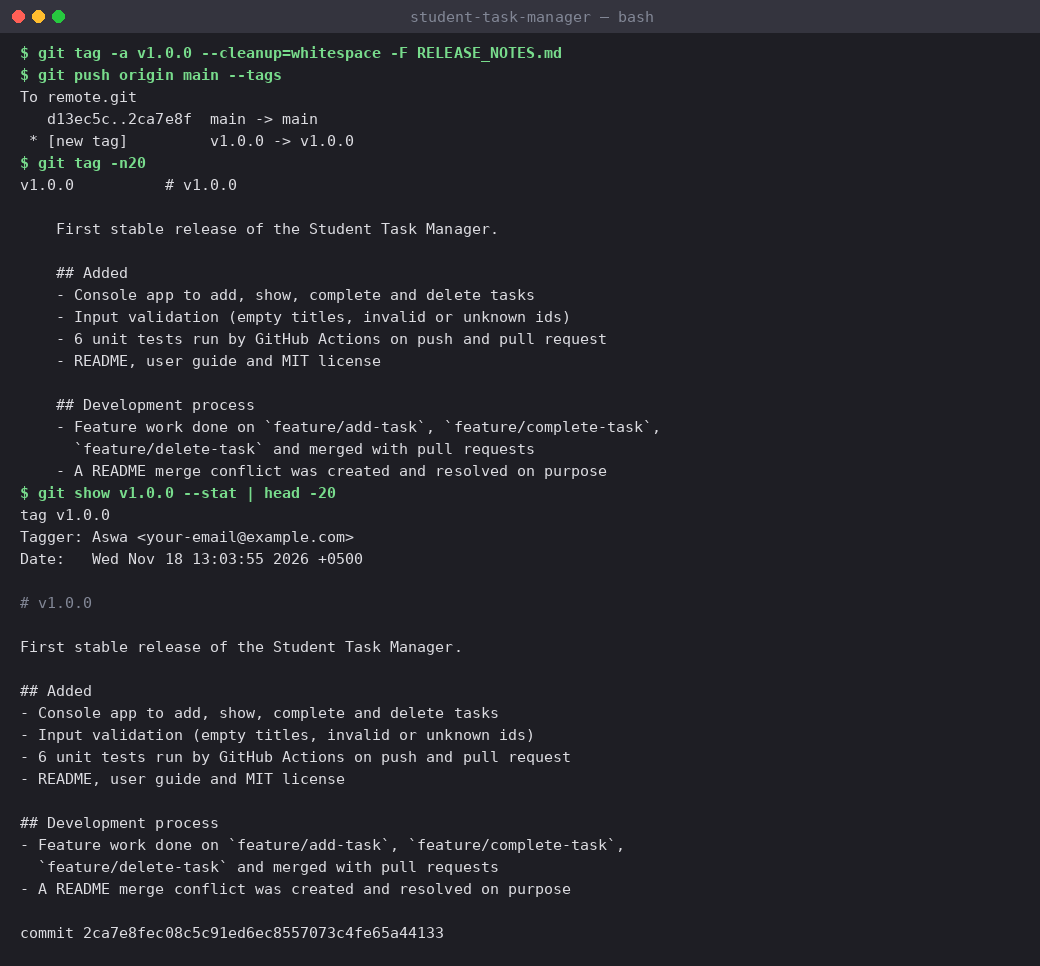 student-task-manager — bash
$ git tag -a v1.0.0 --cleanup=whitespace -F RELEASE_NOTES.md
$ git push origin main --tags
To remote.git
   d13ec5c..2ca7e8f  main -> main
 * [new tag]         v1.0.0 -> v1.0.0
$ git tag -n20
v1.0.0          # v1.0.0

    First stable release of the Student Task Manager.

    ## Added
    - Console app to add, show, complete and delete tasks
    - Input validation (empty titles, invalid or unknown ids)
    - 6 unit tests run by GitHub Actions on push and pull request
    - README, user guide and MIT license

    ## Development process
    - Feature work done on `feature/add-task`, `feature/complete-task`,
      `feature/delete-task` and merged with pull requests
    - A README merge conflict was created and resolved on purpose
$ git show v1.0.0 --stat | head -20
tag v1.0.0
Tagger: Aswa <your-email@example.com>
Date:   Wed Nov 18 13:03:55 2026 +0500

# v1.0.0

First stable release of the Student Task Manager.

## Added
- Console app to add, show, complete and delete tasks
- Input validation (empty titles, invalid or unknown ids)
- 6 unit tests run by GitHub Actions on push and pull request
- README, user guide and MIT license

## Development process
- Feature work done on `feature/add-task`, `feature/complete-task`,
  `feature/delete-task` and merged with pull requests
- A README merge conflict was created and resolved on purpose

commit 2ca7e8fec08c5c91ed6ec8557073c4fe65a44133